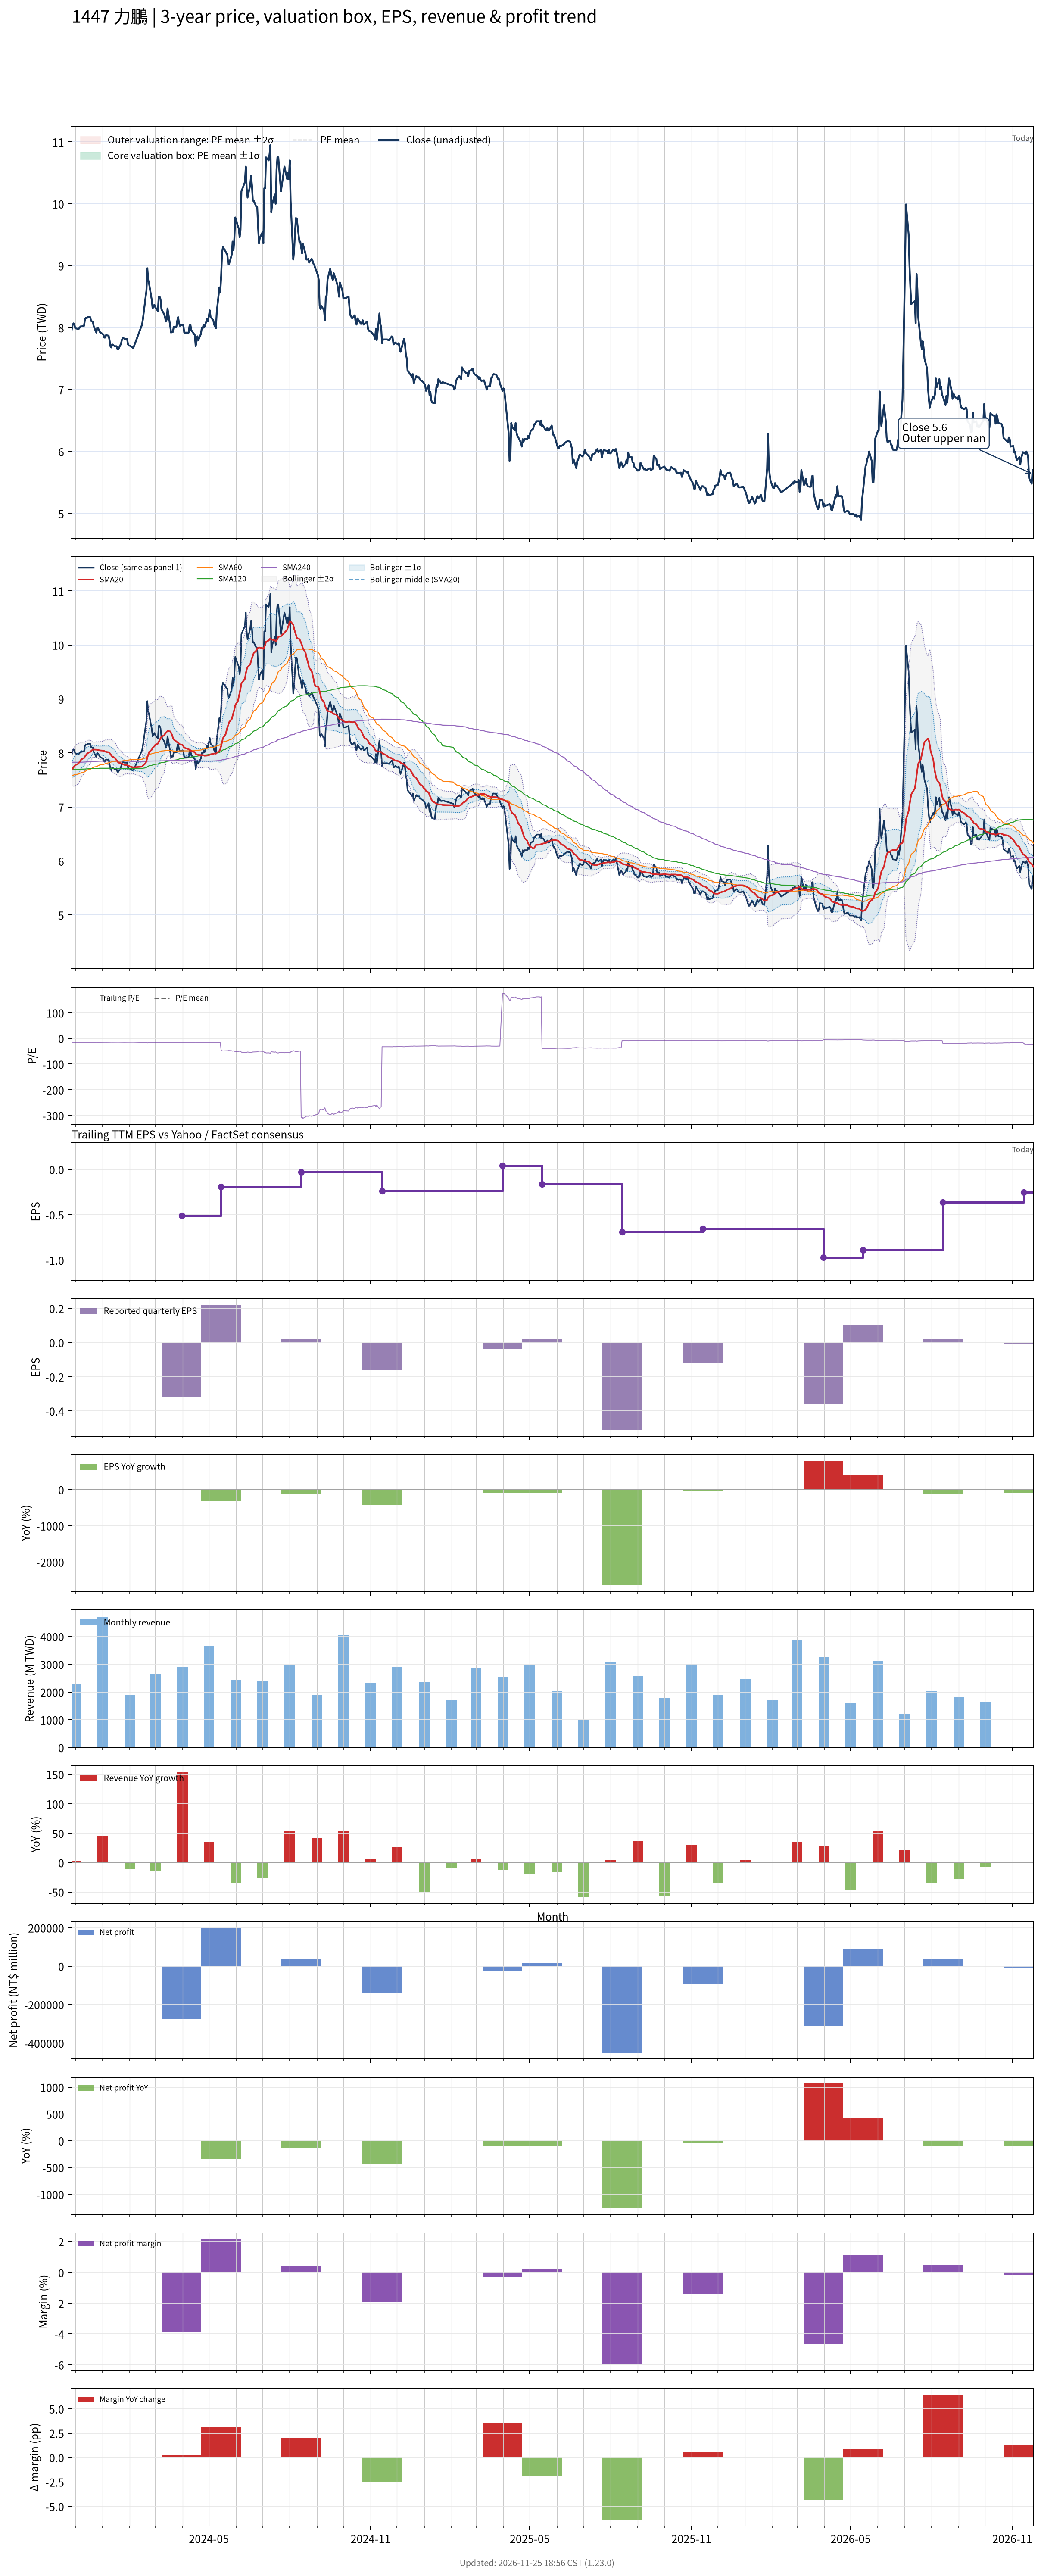 1447 力鵬 | 3-year price, valuation box, EPS, revenue & profit trend
Outer valuation range: PE mean ±2σ
PE mean
Close (unadjusted)
Core valuation box: PE mean ±1σ
Today
Price (TWD)
11
10
9
8
7
6
5
Close 5.6
Outer upper nan
Close (same as panel 1)
SMA20
SMA60
SMA120
SMA240
Bollinger ±2σ
Bollinger ±1σ
Bollinger middle (SMA20)
Price
11
10
9
8
7
6
5
Trailing P/E
P/E mean
P/E
100
0
-100
-200
-300
Trailing TTM EPS vs Yahoo / FactSet consensus
Today
EPS
0.0
-0.5
-1.0
Reported quarterly EPS
EPS
0.2
0.0
-0.2
-0.4
EPS YoY growth
YoY (%)
0
-1000
-2000
Monthly revenue
Revenue (M TWD)
4000
3000
2000
1000
0
Revenue YoY growth
YoY (%)
150
100
50
0
-50
Month
Net profit
Net profit (NT$ million)
200000
0
-200000
-400000
Net profit YoY
YoY (%)
1000
500
0
-500
-1000
Net profit margin
Margin (%)
2
0
-2
-4
-6
Margin YoY change
Δ margin (pp)
5.0
2.5
0.0
-2.5
-5.0
2024-05
2024-11
2025-05
2025-11
2026-05
2026-11
Updated: 2026-11-25 18:56 CST (1.23.0)